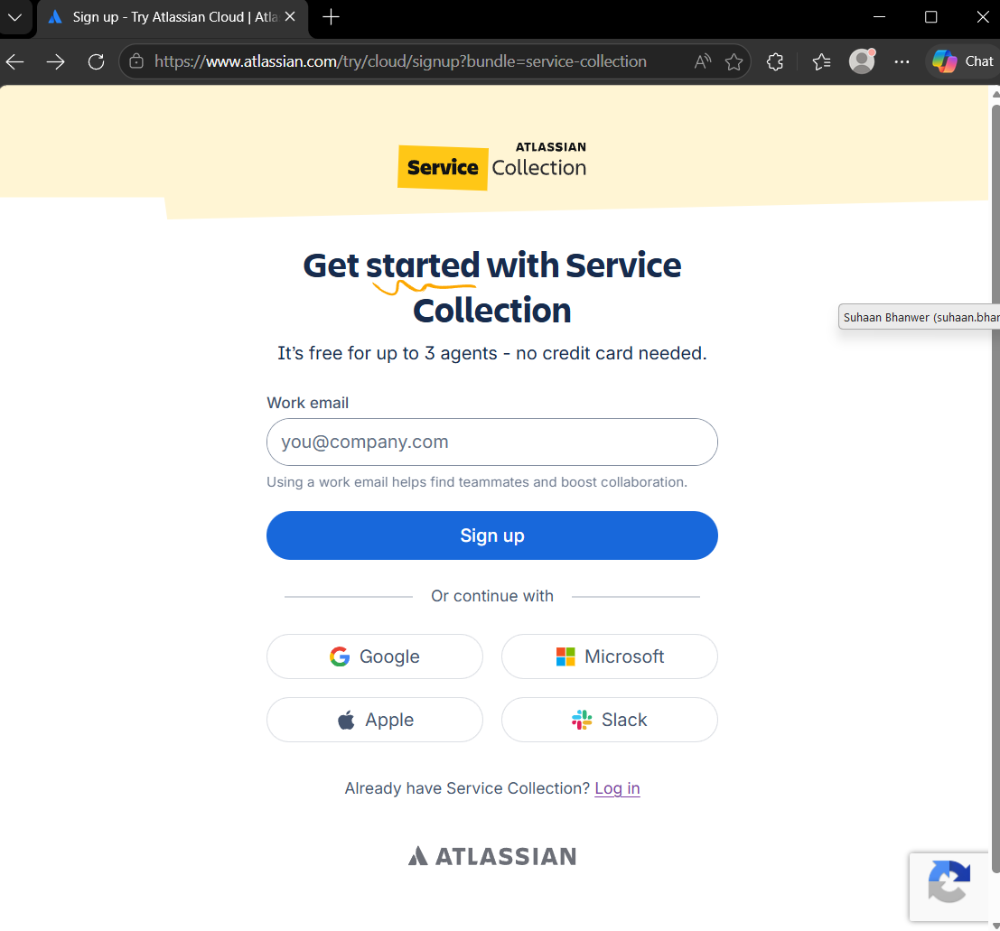 Sign up - Try Atlassian Cloud | Atla
https://www.atlassian.com/try/cloud/signup?bundle=service-collection
Chat
ATLASSIAN
Service Collection
Get started with Service
Collection
Suhaan Bhanwer (suhaan.bhan
It's free for up to 3 agents - no credit card needed.
Work email
you@company.com
Using a work email helps find teammates and boost collaboration.
Sign up
Or continue with
Google
Microsoft
Apple
Slack
Already have Service Collection? Log in
ATLASSIAN